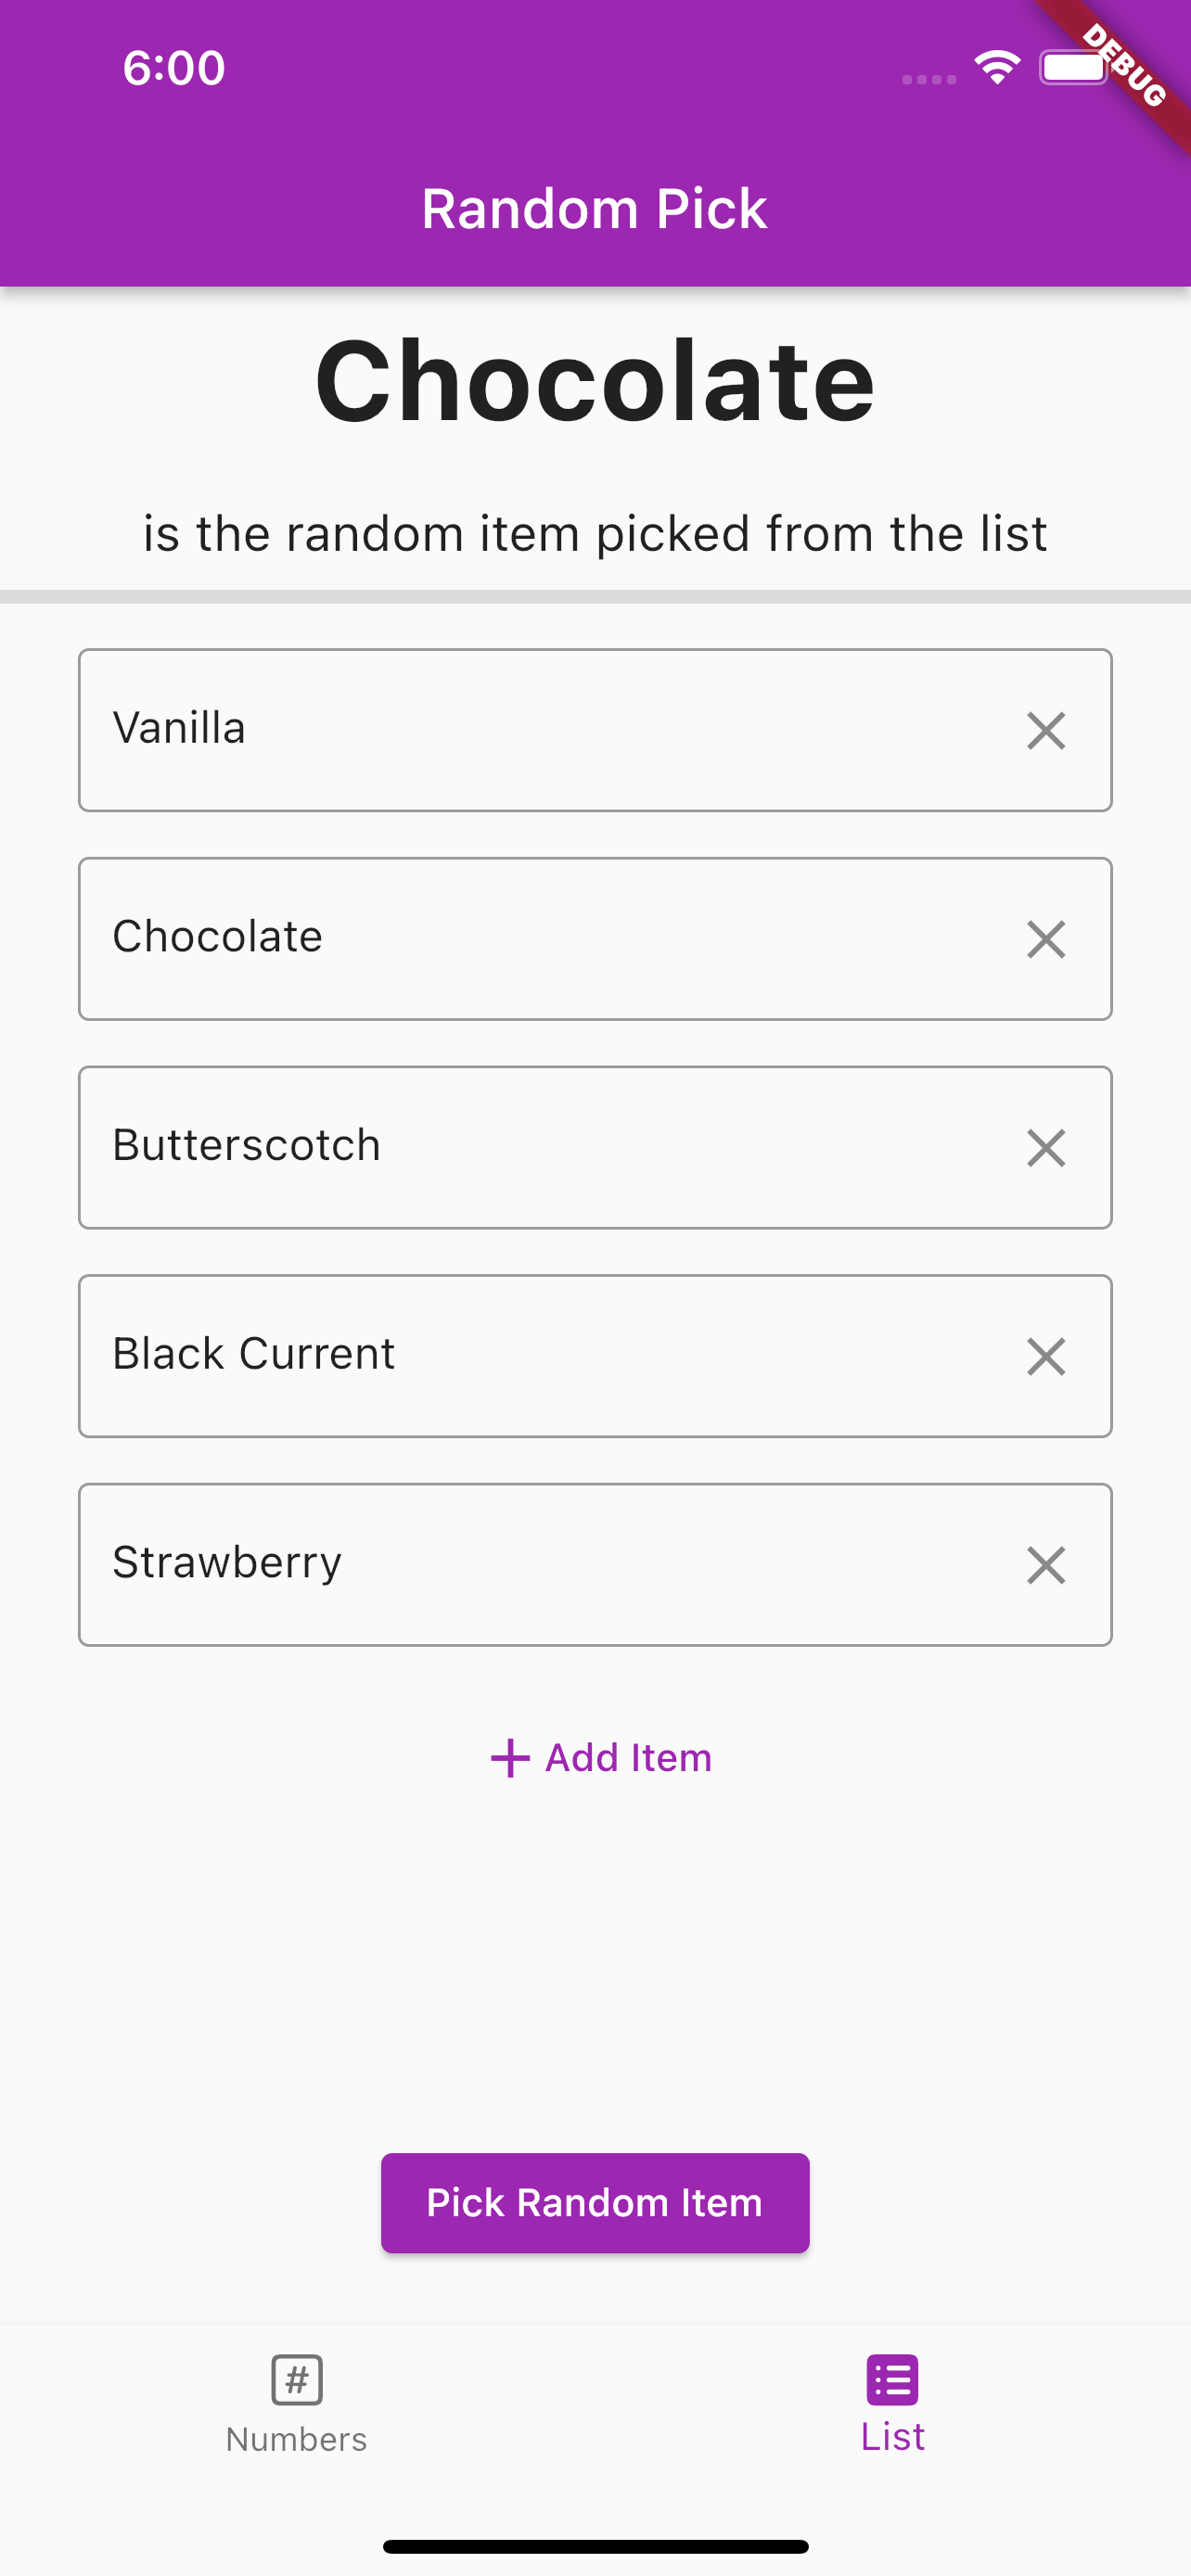 6:00
DEBUG
Random Pick
Chocolate
is the random item picked from the list
Vanilla
Chocolate
Butterscotch
Black Current
Strawberry
+ Add Item
Pick Random Item
#
Numbers
List